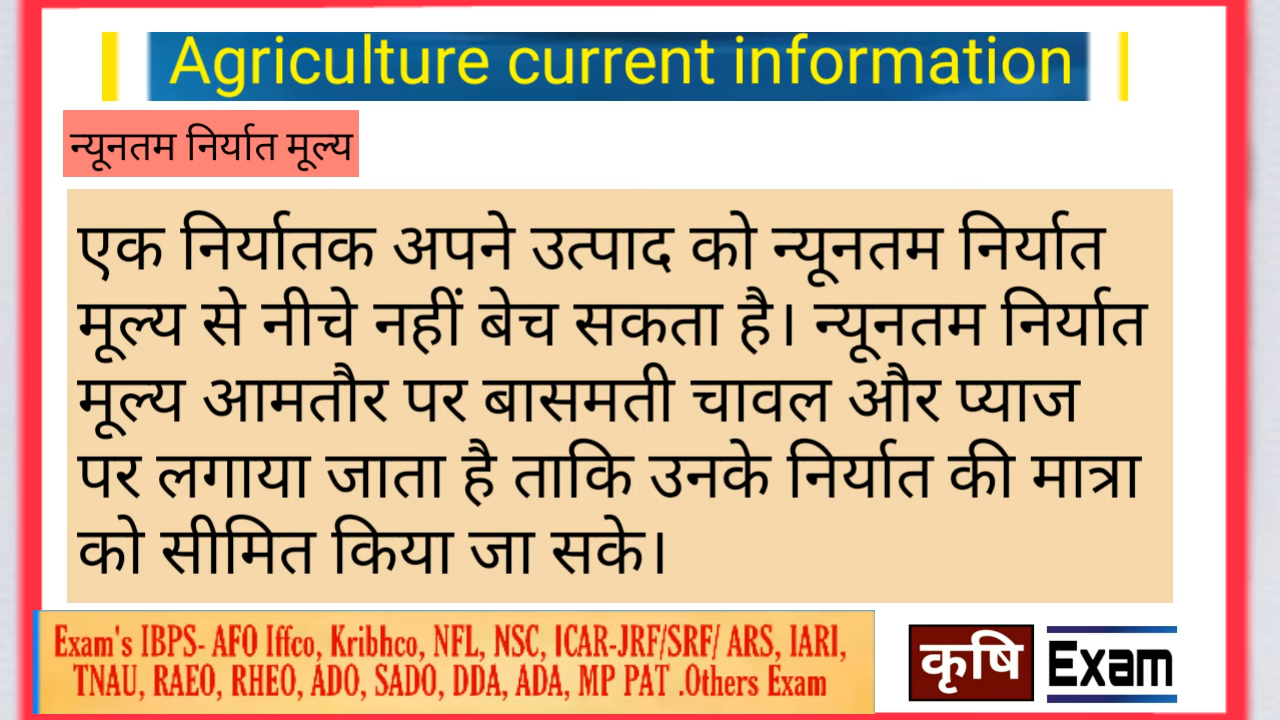 Agriculture current information
न्यूनतम निर्यात मूल्य
एक निर्यातक अपने उत्पाद को न्यूनतम निर्यात
मूल्य से नीचे नहीं बेच सकता है। न्यूनतम निर्यात
मूल्य आमतौर पर बासमती चावल और प्याज
पर लगाया जाता है ताकि उनके निर्यात की मात्रा
को सीमित किया जा सके।
Exam's IBPS- AFO Iffco, Kribhco, NFL, NSC, ICAR-JRF/SRF/ ARS, IARI,
TNAU, RAEO, RHEO, ADO, SADO, DDA, ADA, MP PAT .Others Exam
कृषि Exam